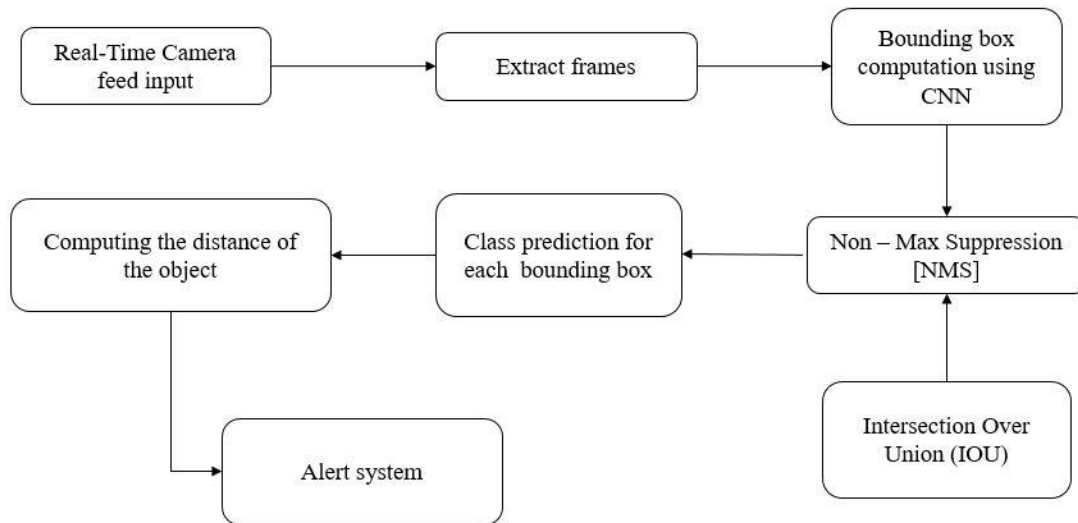 Real-Time Camera
feed input
Extract frames
Bounding box
computation using
CNN
Non – Max Suppression
[NMS]
Intersection Over
Union (IOU)
Class prediction for
each bounding box
Computing the distance of
the object
Alert system